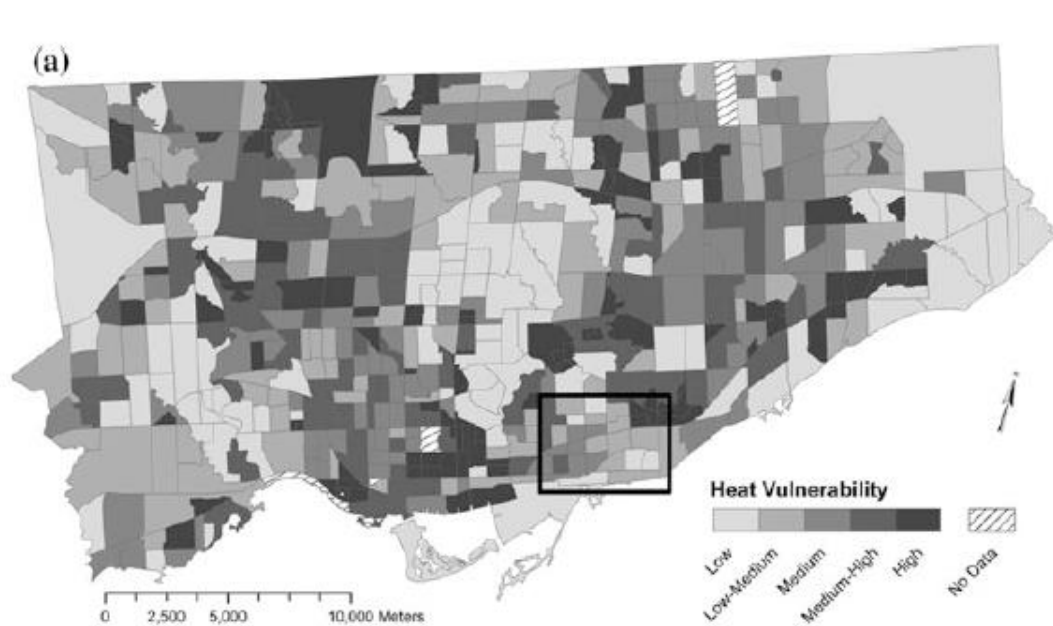 (a)
Heat Vulnerability
Low
Low-Medium
Medium
Medium-High
High
No Data
0 2,500 5,000 10,000 Meters